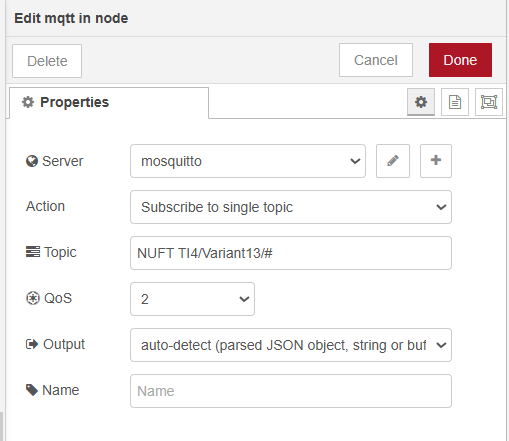 Edit mqtt in node
Delete
Cancel
Done
Properties
Server
mosquitto
Action
Subscribe to single topic
Topic
NUFT TI4/Variant13/#
QoS
2
Output
auto-detect (parsed JSON object, string or buf
Name
Name